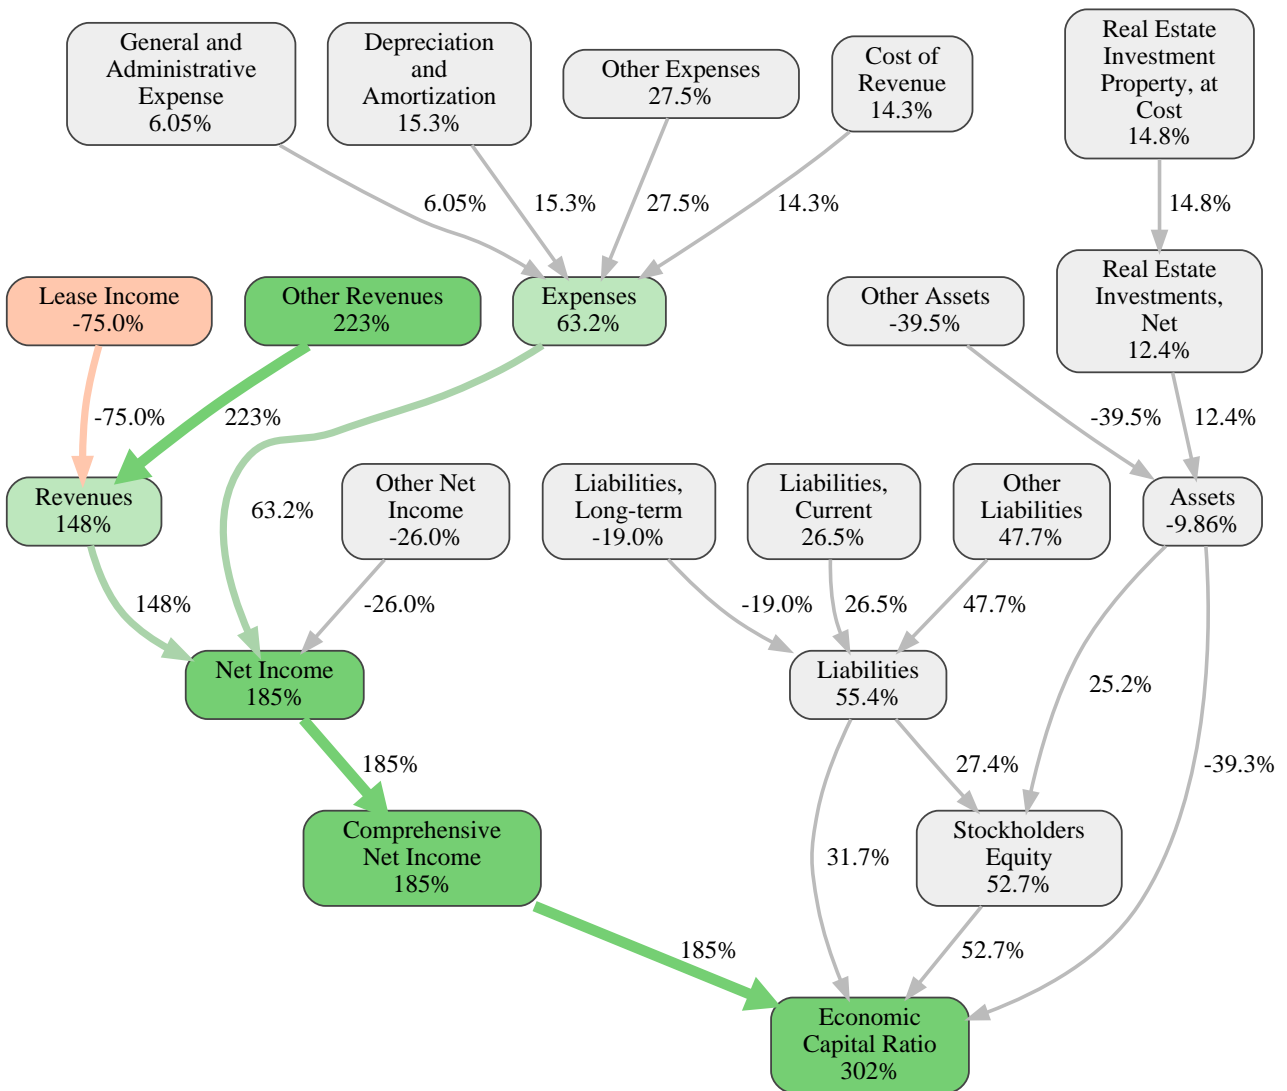 General and
Administrative
Expense
6.05%
Depreciation
and
Amortization
15.3%
Other Expenses
27.5%
Cost of
Revenue
14.3%
Real Estate
Investment
Property, at
Cost
14.8%
6.05%
15.3%
27.5%
14.3%
14.8%
Lease Income
-75.0%
Other Revenues
223%
Expenses
63.2%
Other Assets
-39.5%
Real Estate
Investments,
Net
12.4%
-75.0%
223%
-39.5%
12.4%
Revenues
148%
63.2%
Other Net
Income
-26.0%
Liabilities,
Long-term
-19.0%
Liabilities,
Current
26.5%
Other
Liabilities
47.7%
Assets
-9.86%
148%
-26.0%
-19.0%
26.5%
47.7%
Net Income
185%
Liabilities
55.4%
25.2%
185%
27.4%
-39.3%
Comprehensive
Net Income
185%
31.7%
Stockholders
Equity
52.7%
185%
52.7%
Economic
Capital Ratio
302%